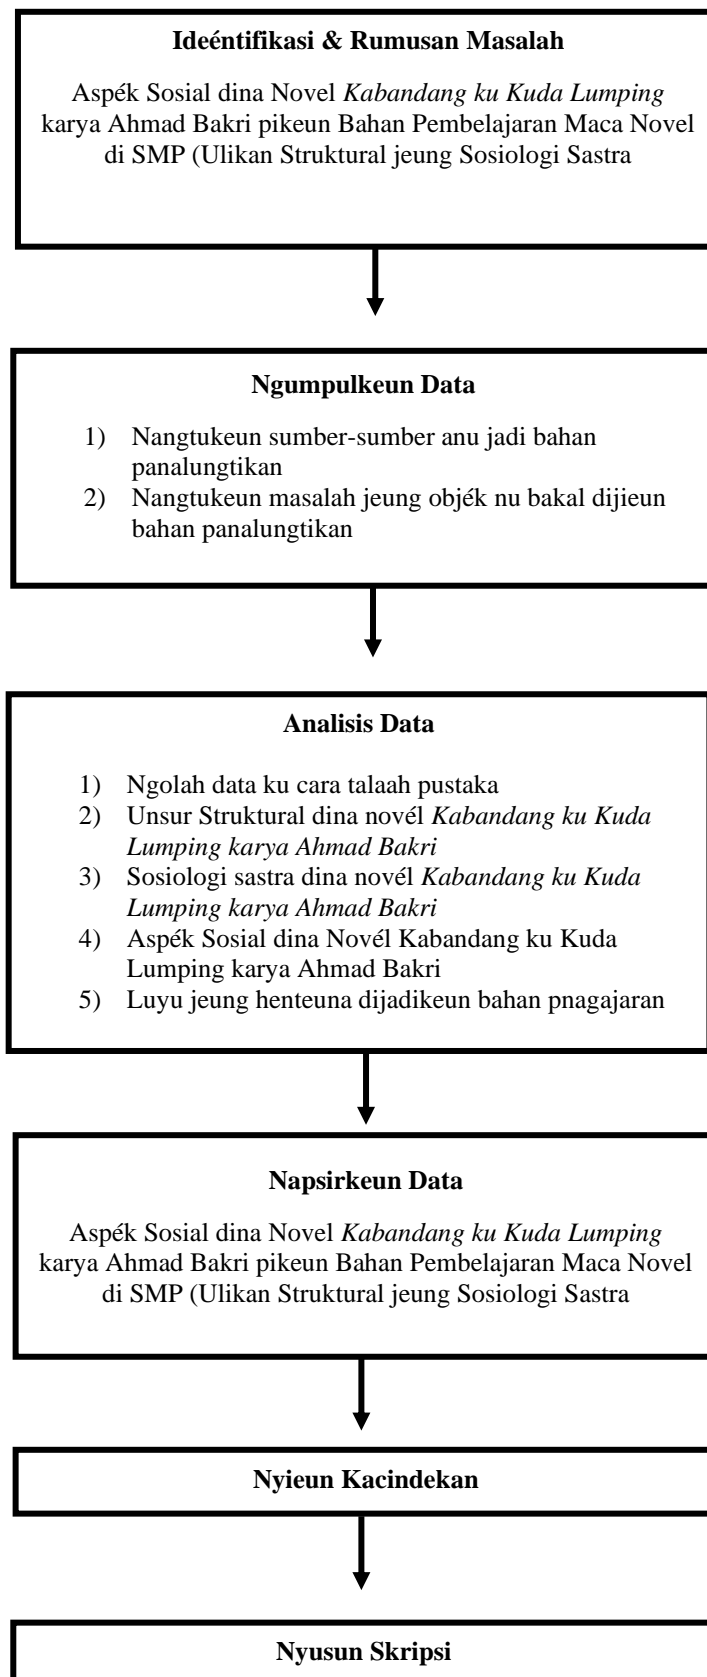 Ideéntifikasi & Rumusan Masalah
Aspék Sosial dina Novel Kabandang ku Kuda Lumping
karya Ahmad Bakri pikeun Bahan Pembelajaran Maca Novel
di SMP (Ulikan Struktural jeung Sosiologi Sastra
Ngumpulkeun Data
1) Nangtukeun sumber-sumber anu jadi bahan
panalungtikan
2) Nangtukeun masalah jeung objék nu bakal dijieun
bahan panalungtikan
Analisis Data
1) Ngolah data ku cara talaah pustaka
2) Unsur Struktural dina novél Kabandang ku Kuda
Lumping karya Ahmad Bakri
3) Sosiologi sastra dina novél Kabandang ku Kuda
Lumping karya Ahmad Bakri
4) Aspék Sosial dina Novél Kabandang ku Kuda
Lumping karya Ahmad Bakri
5) Luyu jeung henteuna dijadikeun bahan pnagajaran
Napsirkeun Data
Aspék Sosial dina Novel Kabandang ku Kuda Lumping
karya Ahmad Bakri pikeun Bahan Pembelajaran Maca Novel
di SMP (Ulikan Struktural jeung Sosiologi Sastra
Nyieun Kacindekan
Nyusun Skripsi